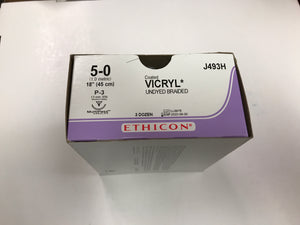 5-0
(1.0 metric)
18" (45 cm)
P-3
Coated
VICRYL*
UNDYED BRAIDED
J493H
3 DOZEN
ETHICON